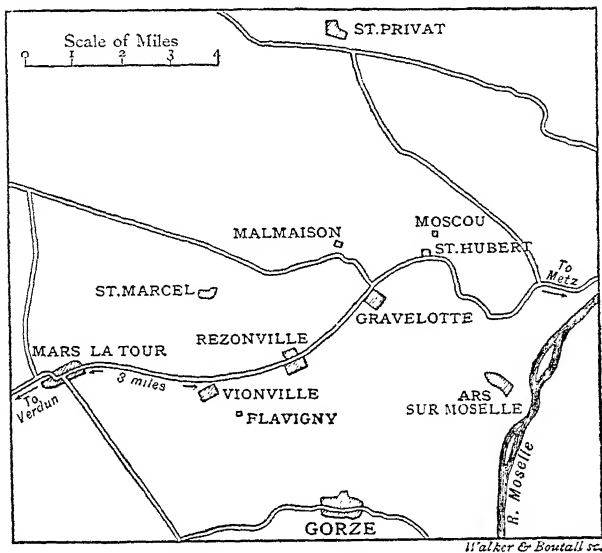 ST. PRIVAT
Scale of Miles
0 1 2 3 4
MALMAISON
MOSCOU
ST. HUBERT
To
Metz
ST. MARCEL
GRAVELOTTE
REZONVILLE
MARS LA TOUR
3 miles
To
Verdun
VIONVILLE
FLAVIGNY
ARS
SUR MOSELLE
R. Moselle
GORZE
Walker & Boutall sc.